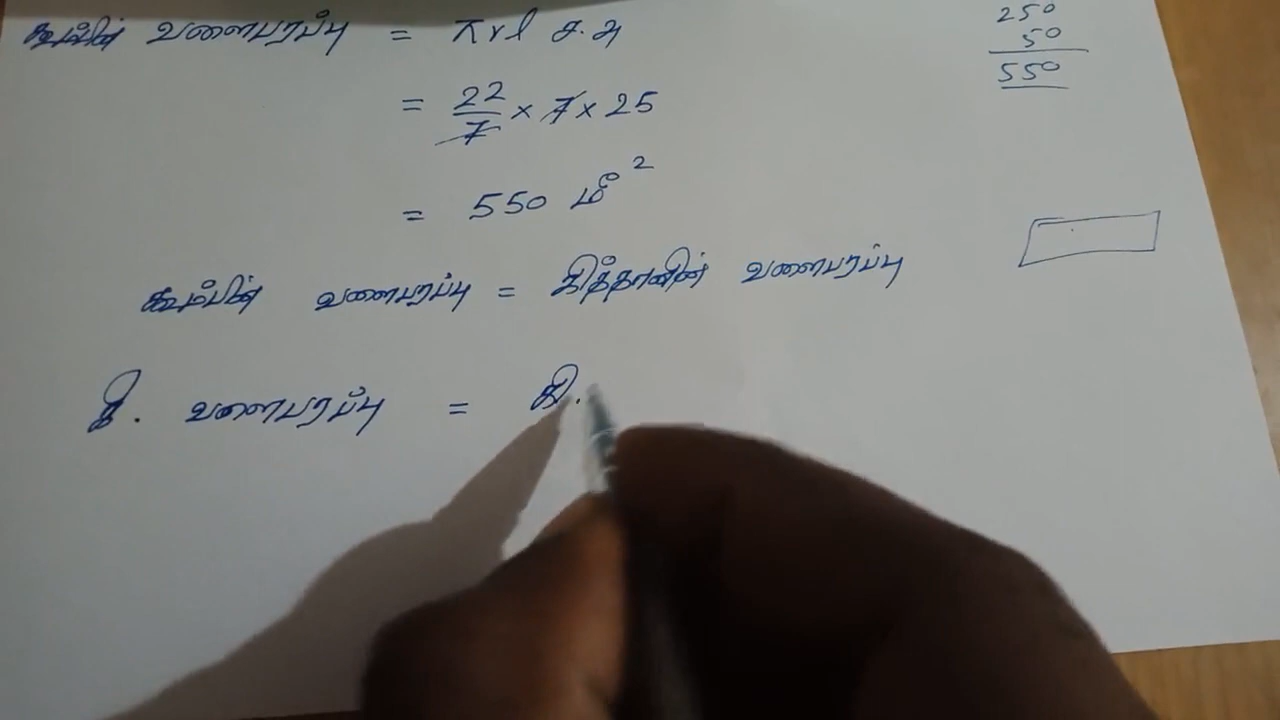 கூம்பின் வளைபரப்பு = πrl ச.அ
= 22/7 × 7 × 25
= 550 மீ²
250
50
550
கூம்பின் வளைபரப்பு = கித்தானின் வளைபரப்பு
வளைபரப்பு = கி.